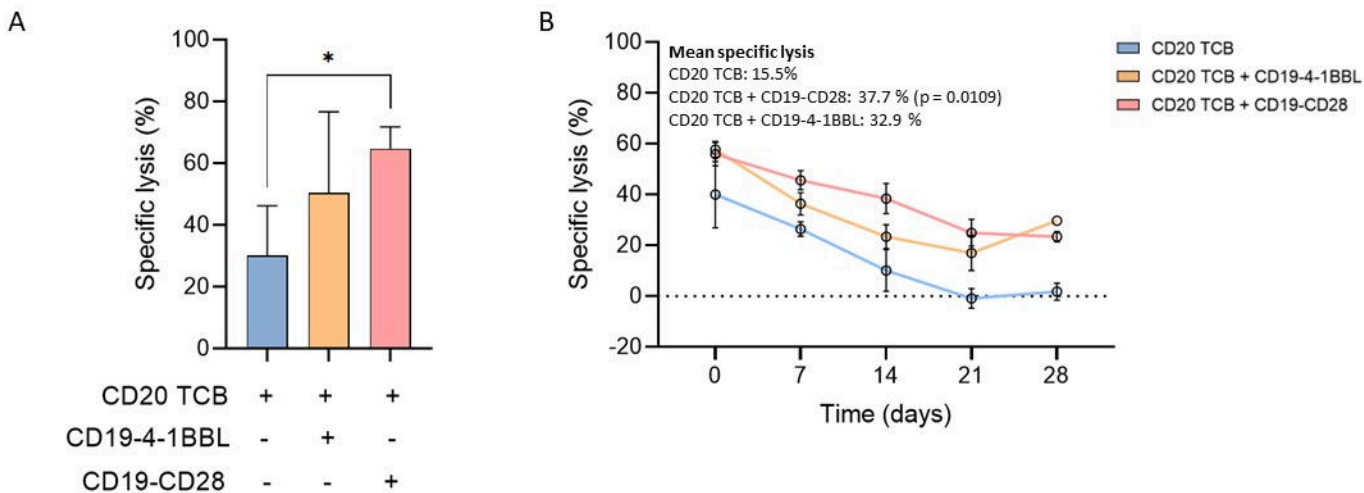 A
Specific lysis (%)
100
80
60
40
20
0
*
CD20 TCB + + +
CD19-4-1BBL - + -
CD19-CD28 - - +
B
Specific lysis (%)
100
80
60
40
20
0
-20
Mean specific lysis
CD20 TCB: 15.5%
CD20 TCB + CD19-CD28: 37.7 % (p = 0.0109)
CD20 TCB + CD19-4-1BBL: 32.9 %
0 7 14 21 28
Time (days)
CD20 TCB
CD20 TCB + CD19-4-1BBL
CD20 TCB + CD19-CD28